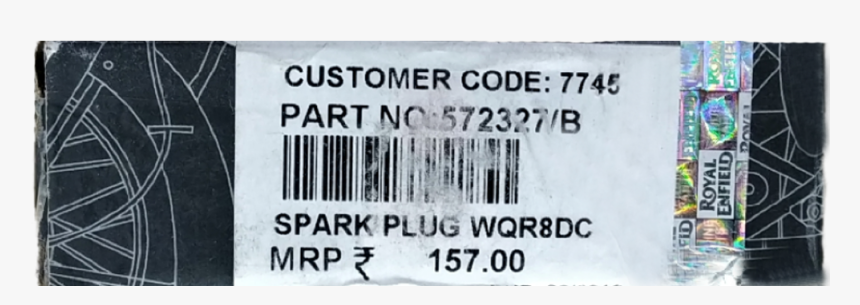 CUSTOMER CODE: 7745
PART NO:572327/B
SPARK PLUG WQR8DC
MRP ₹ 157.00
ROYAL
ENFIELD